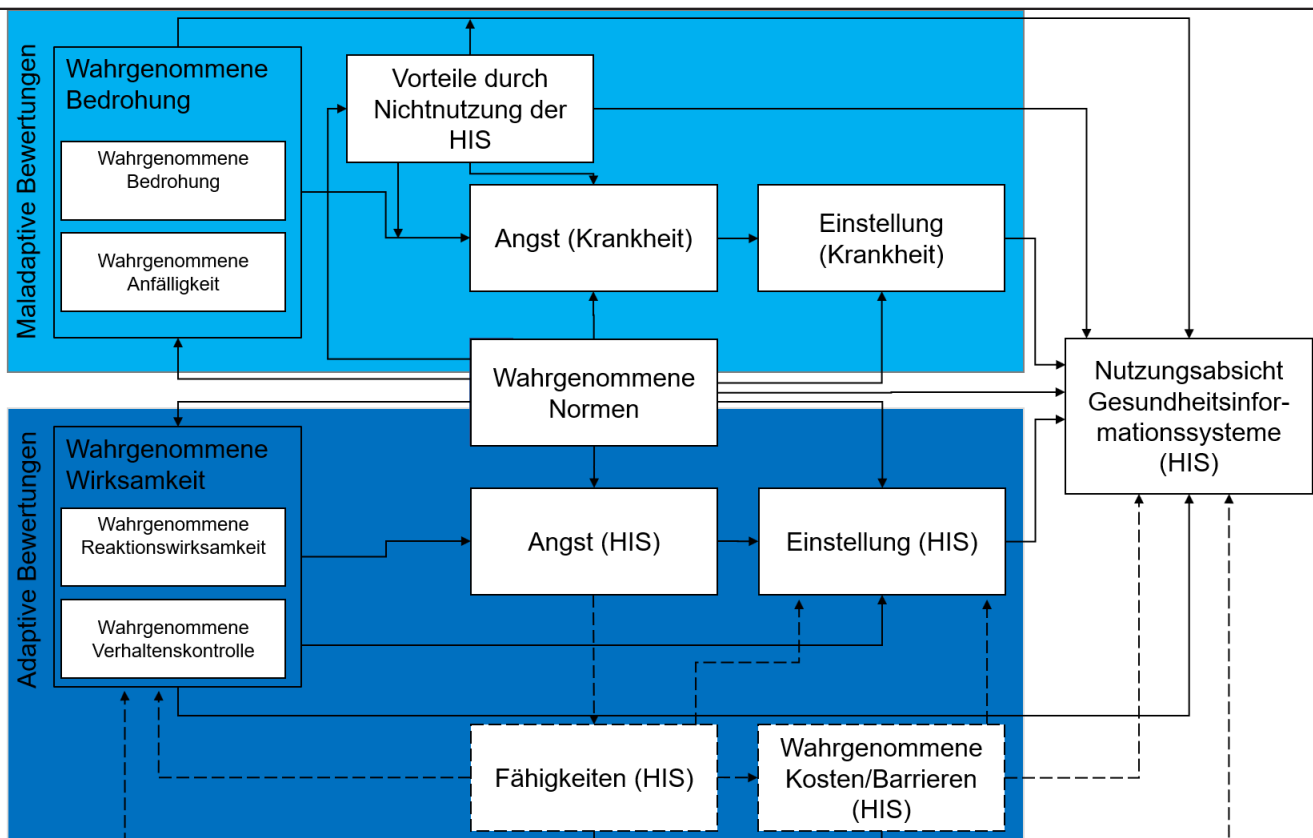 Maladaptive Bewertungen
Wahrgenommene
Bedrohung
Wahrgenommene
Bedrohung
Wahrgenommene
Anfälligkeit
Vorteile durch
Nichtnutzung der
HIS
Angst (Krankheit)
Einstellung
(Krankheit)
Wahrgenommene
Normen
Nutzungsabsicht
Gesundheitsinfor-
mationssysteme
(HIS)
Adaptive Bewertungen
Wahrgenommene
Wirksamkeit
Wahrgenommene
Reaktionswirksamkeit
Wahrgenommene
Verhaltenskontrolle
Angst (HIS)
Einstellung (HIS)
Fähigkeiten (HIS)
Wahrgenommene
Kosten/Barrieren
(HIS)